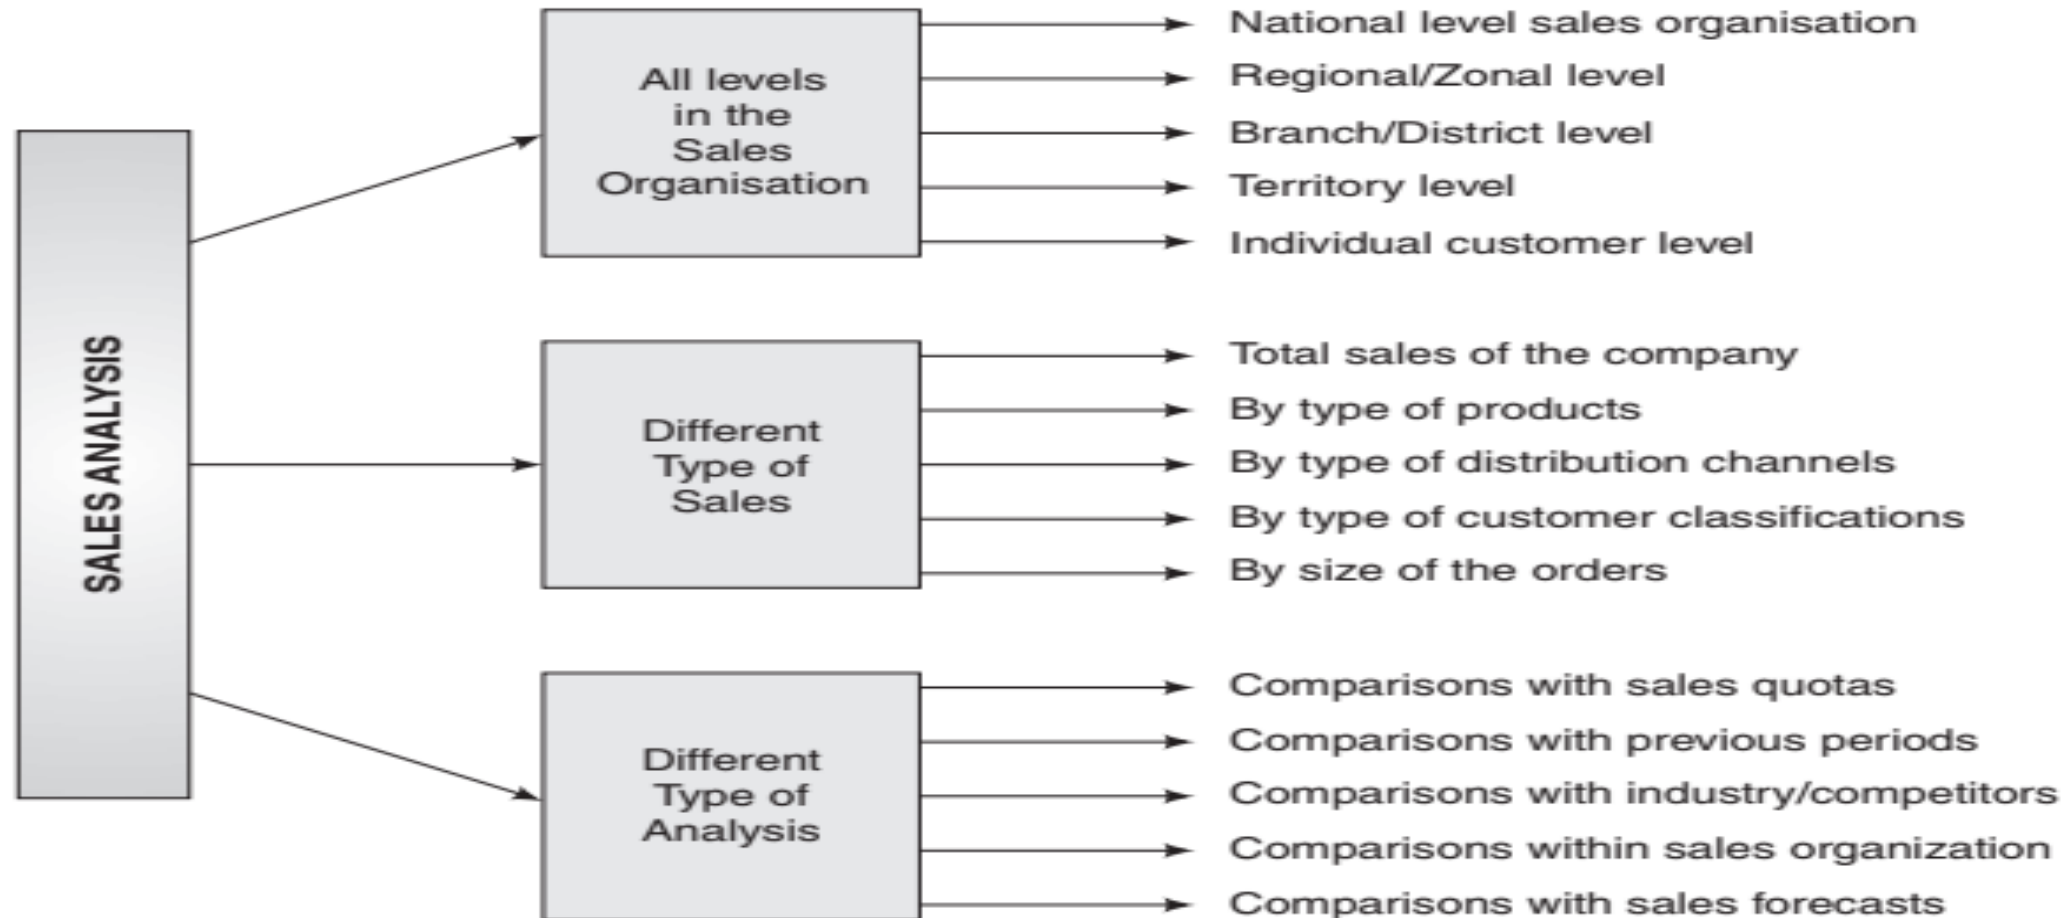 SALES ANALYSIS
All levels
in the
Sales
Organisation
National level sales organisation
Regional/Zonal level
Branch/District level
Territory level
Individual customer level
Different
Type of
Sales
Total sales of the company
By type of products
By type of distribution channels
By type of customer classifications
By size of the orders
Different
Type of
Analysis
Comparisons with sales quotas
Comparisons with previous periods
Comparisons with industry/competitors
Comparisons within sales organization
Comparisons with sales forecasts